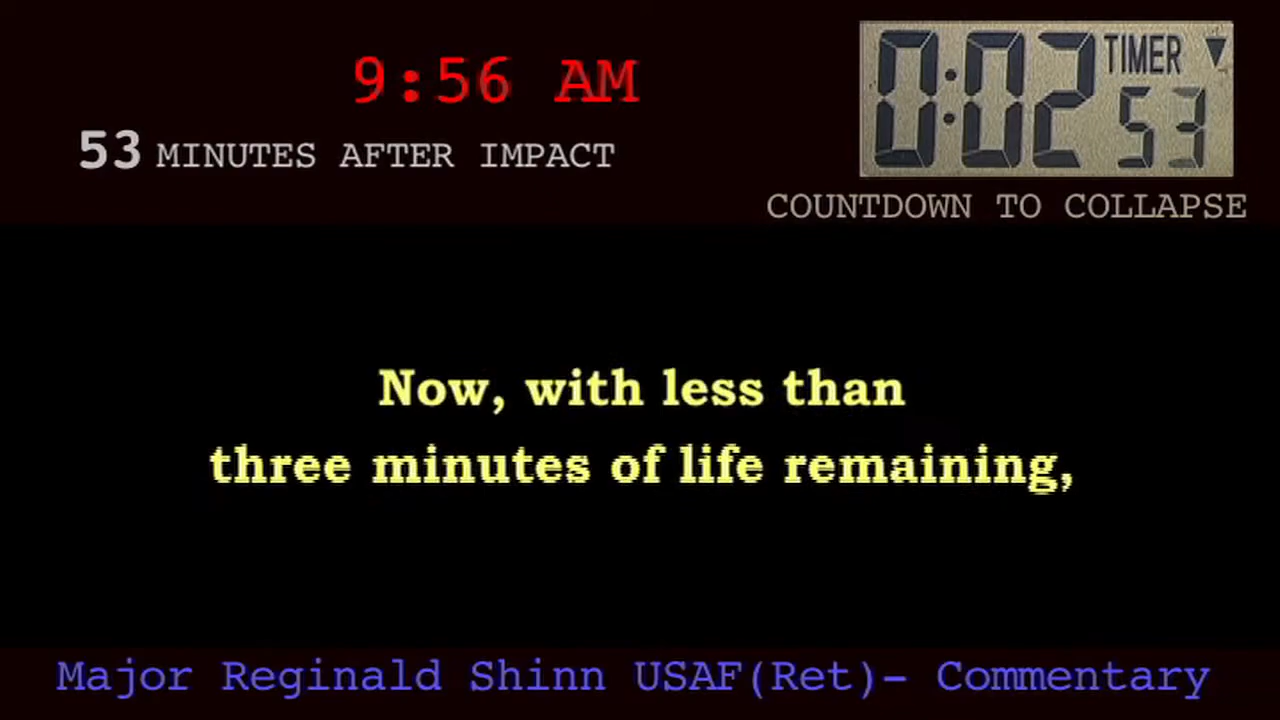 9:56 AM
53 MINUTES AFTER IMPACT
0:02 53 TIMER
COUNTDOWN TO COLLAPSE
Now, with less than
three minutes of life remaining,
Major Reginald Shinn USAF(Ret)- Commentary